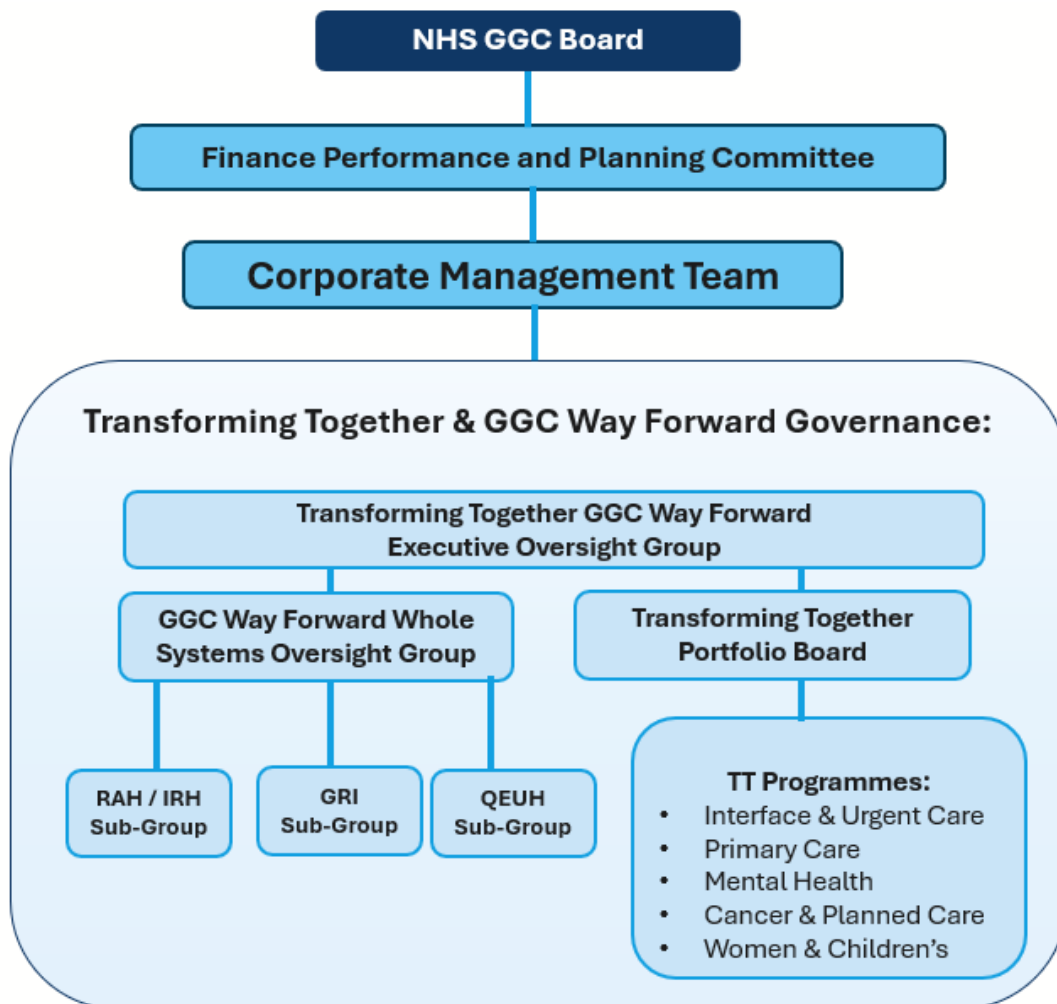 NHS GGC Board
Finance Performance and Planning Committee
Corporate Management Team
Transforming Together & GGC Way Forward Governance:
Transforming Together GGC Way Forward
Executive Oversight Group
GGC Way Forward Whole
Systems Oversight Group
Transforming Together
Portfolio Board
RAH / IRH
Sub-Group
GRI
Sub-Group
QEUH
Sub-Group
TT Programmes:
• Interface & Urgent Care
• Primary Care
• Mental Health
• Cancer & Planned Care
• Women & Children’s